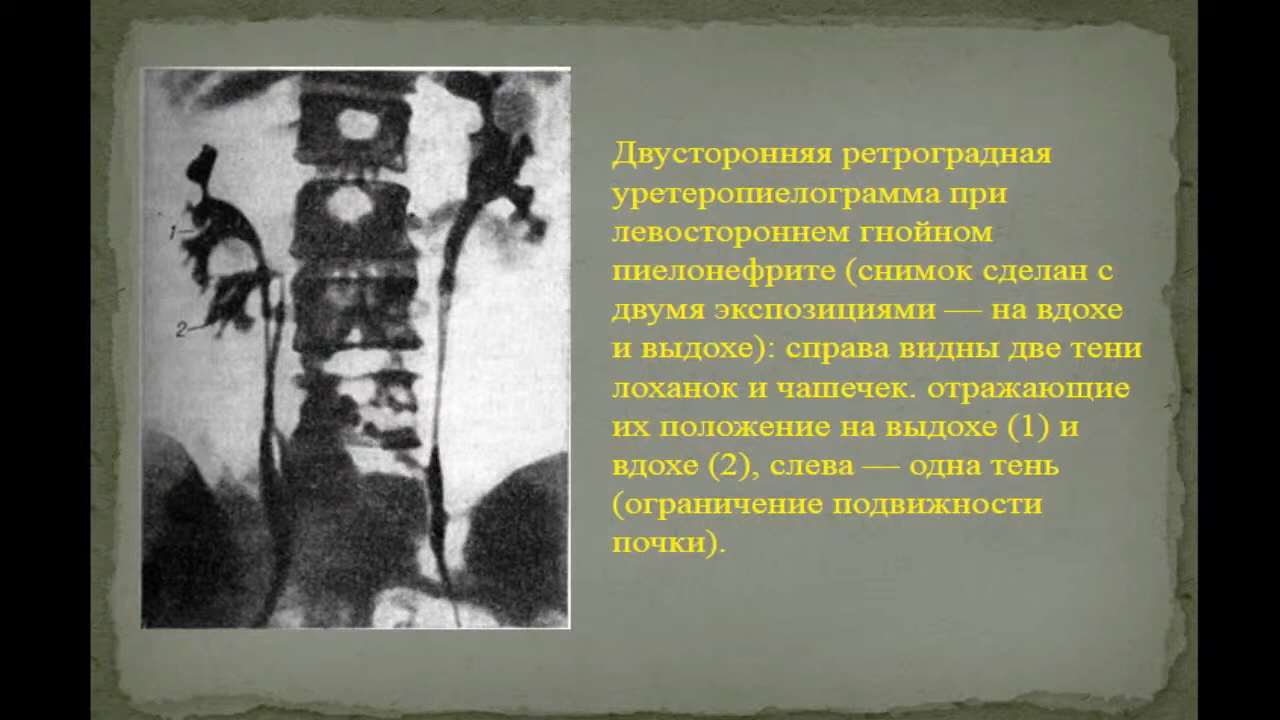 Двусторонняя ретроградная
уретеропиелограмма при
левостороннем гнойном
пиелонефрите (снимок сделан с
двумя экспозициями — на вдохе
и выдохе): справа видны две тени
лоханок и чашечек. отражающие
их положение на выдохе (1) и
вдохе (2), слева — одна тень
(ограничение подвижности
почки).
1
2